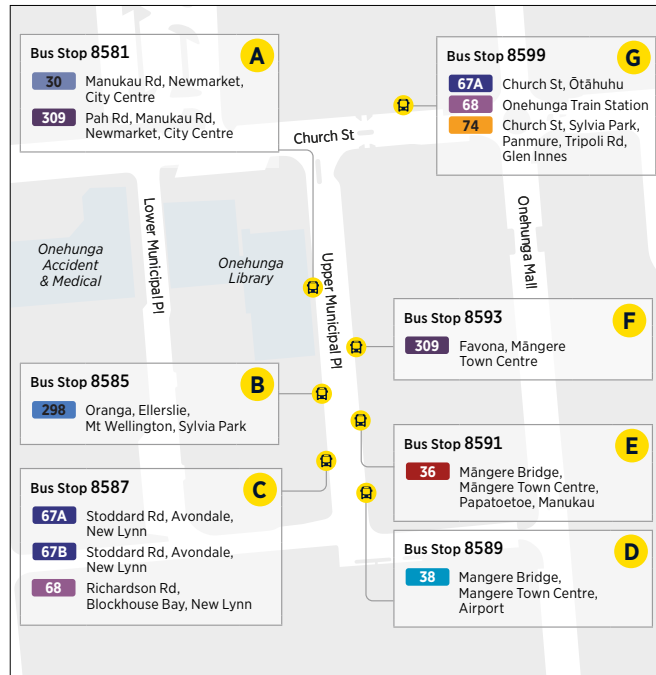 Bus Stop 8581
A
30
Manukau Rd, Newmarket,
City Centre
309
Pah Rd, Manukau Rd,
Newmarket, City Centre
Bus Stop 8599
G
67A
Church St, Ōtāhuhu
68
Onehunga Train Station
74
Church St, Sylvia Park,
Panmure, Tripoli Rd,
Glen Innes
Church St
Lower Municipal Pl
Onehunga
Accident
& Medical
Onehunga
Library
Upper Municipal Pl
Onehunga Mall
Bus Stop 8593
F
309
Favona, Māngere
Town Centre
Bus Stop 8585
B
298
Oranga, Ellerslie,
Mt Wellington, Sylvia Park
Bus Stop 8591
E
36
Māngere Bridge,
Māngere Town Centre,
Papatoetoe, Manukau
Bus Stop 8587
C
67A
Stoddard Rd, Avondale,
New Lynn
67B
Stoddard Rd, Avondale,
New Lynn
68
Richardson Rd,
Blockhouse Bay, New Lynn
Bus Stop 8589
D
38
Mangere Bridge,
Mangere Town Centre,
Airport